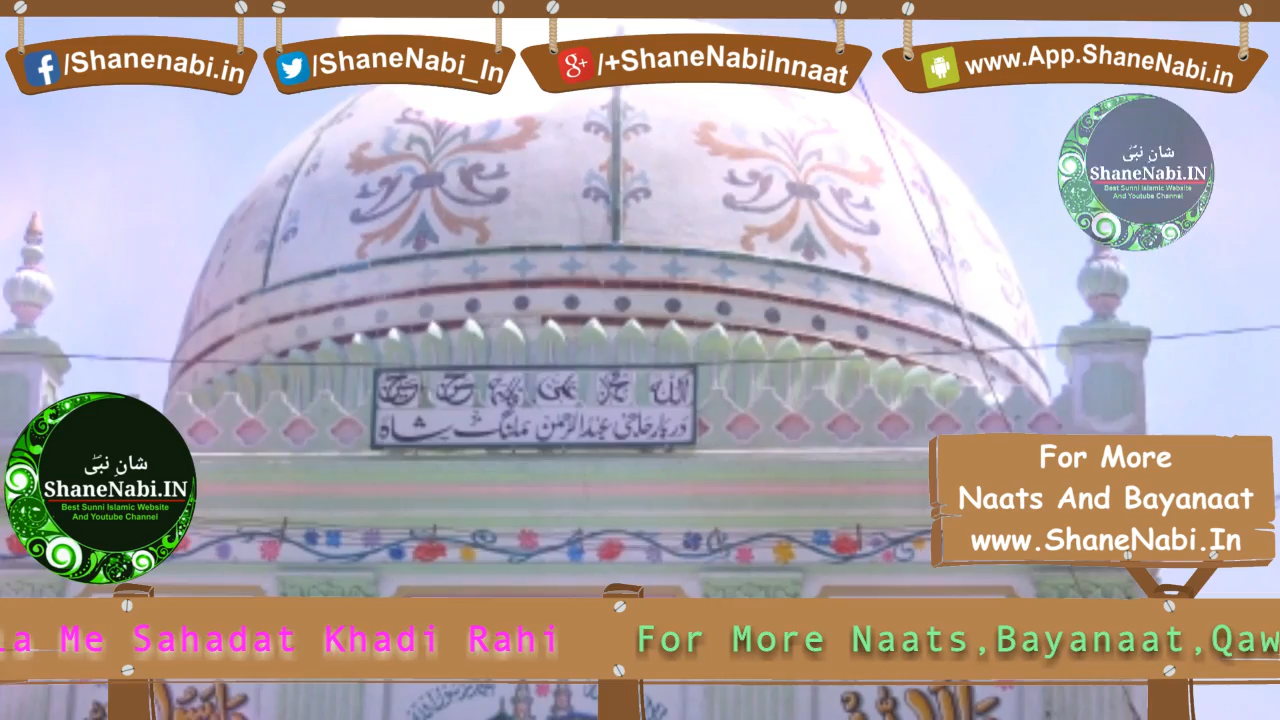 /Shanenabi.in
/ShaneNabi_In
/+ShaneNabiInnaat
www.App.ShaneNabi.in
شانِ نبیؐ
ShaneNabi.IN
Best Sunni Islamic Website
And Youtube Channel
اللہ
دربار حاجی عبدالرحمن ملنگ شاہ
شانِ نبیؐ
ShaneNabi.IN
Best Sunni Islamic Website
And Youtube Channel
For More
Naats And Bayanaat
www.ShaneNabi.In
la Me Sahadat Khadi Rahi For More Naats,Bayanaat,Qaw